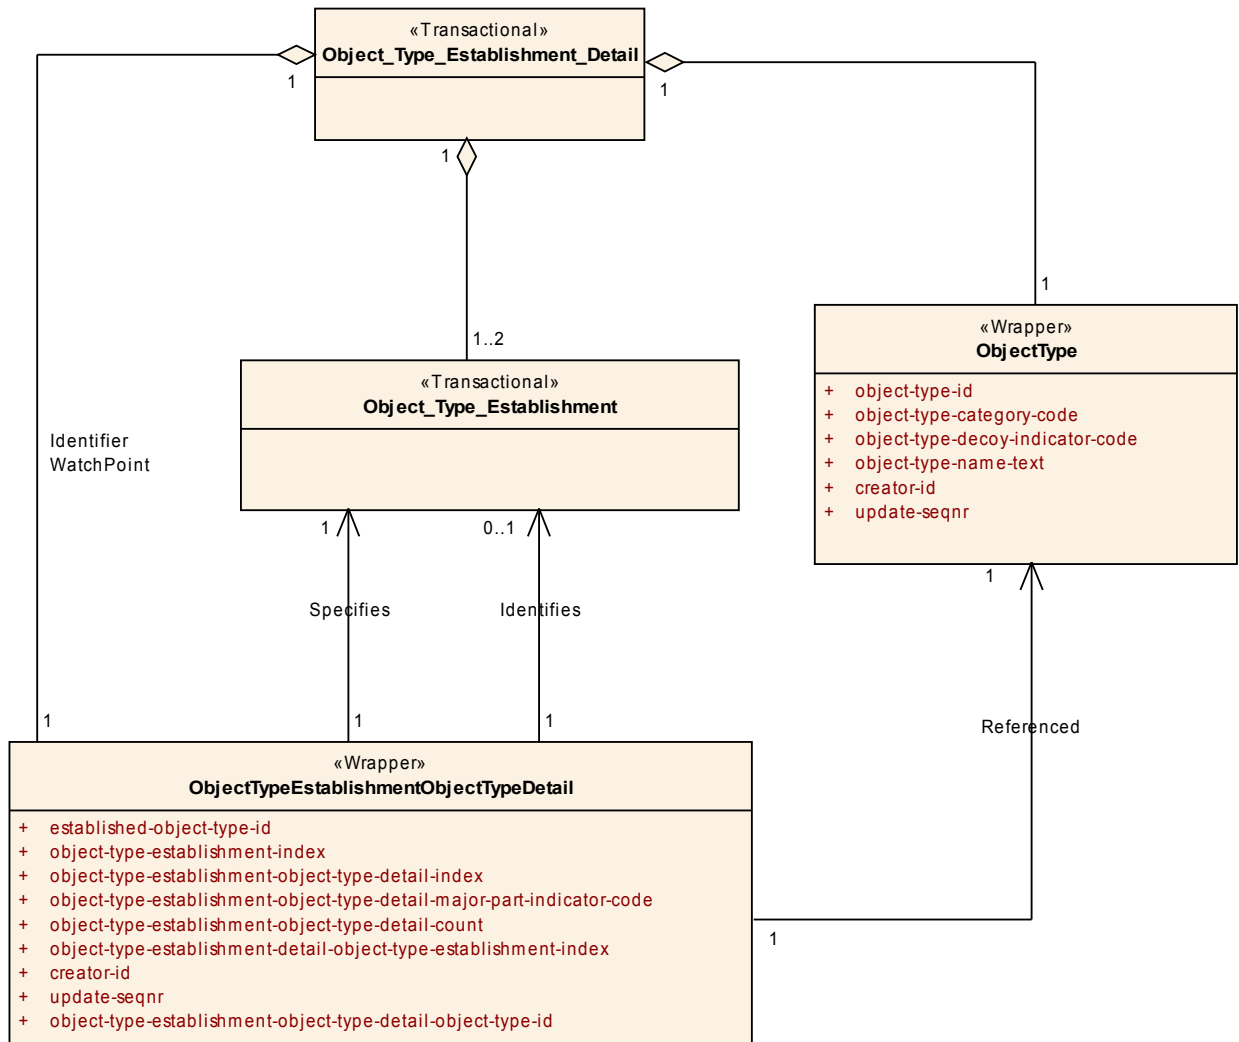 «Transactional»
Object_Type_Establishment_Detail
1
1
1
1
1..2
«Wrapper»
ObjectType
+ object-type-id
+ object-type-category-code
+ object-type-decoy-indicator-code
+ object-type-name-text
+ creator-id
+ update-seqnr
«Transactional»
Object_Type_Establishment
Identifier
WatchPoint
1
0..1
1
Specifies
Identifies
Referenced
1
1
1
«Wrapper»
ObjectTypeEstablishmentObjectTypeDetail
+ established-object-type-id
+ object-type-establishment-index
+ object-type-establishment-object-type-detail-index
+ object-type-establishment-object-type-detail-major-part-indicator-code
+ object-type-establishment-object-type-detail-count
+ object-type-establishment-detail-object-type-establishment-index
+ creator-id
+ update-seqnr
+ object-type-establishment-object-type-detail-object-type-id
1